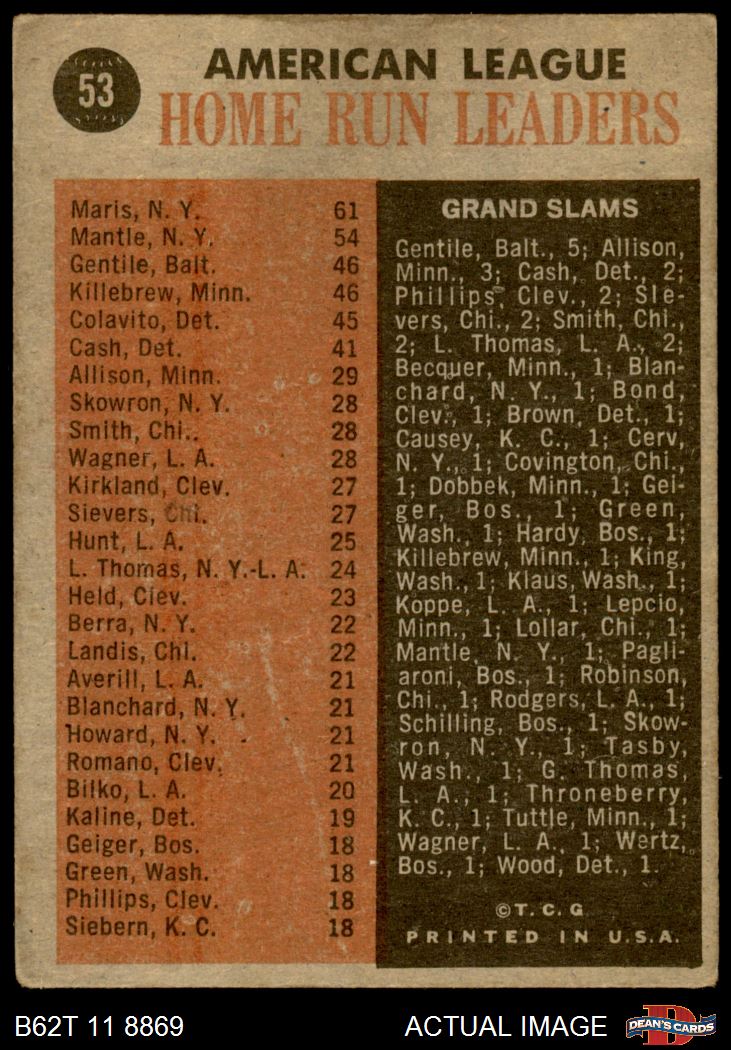 53
AMERICAN LEAGUE
HOME RUN LEADERS
Maris, N. Y. 61
Mantle, N. Y. 54
Gentile, Balt. 46
Killebrew, Minn. 46
Colavito, Det. 45
Cash, Det. 41
Allison, Minn. 29
Skowron, N. Y. 28
Smith, Chi.. 28
Wagner, L. A. 28
Kirkland, Clev. 27
Sievers, Chi. 27
Hunt, L. A. 25
L. Thomas, N. Y.-L. A. 24
Held, Clev. 23
Berra, N. Y. 22
Landis, Chi. 22
Averill, L. A. 21
Blanchard, N. Y. 21
Howard, N. Y. 21
Romano, Clev. 21
Bilko, L. A. 20
Kaline, Det. 19
Geiger, Bos. 18
Green, Wash. 18
Phillips, Clev. 18
Siebern, K. C. 18
GRAND SLAMS
Gentile, Balt., 5; Allison,
Minn., 3; Cash, Det., 2;
Phillips, Clev., 2; Sie-
vers, Chi., 2; Smith, Chi.,
2; L. Thomas, L. A., 2;
Becquer, Minn., 1; Blan-
chard, N. Y., 1; Bond,
Clev., 1; Brown, Det., 1;
Causey, K. C., 1; Cerv,
N. Y., 1; Covington, Chi.,
1; Dobbek, Minn., 1; Gei-
ger, Bos., 1; Green,
Wash., 1; Hardy, Bos., 1;
Killebrew, Minn., 1; King,
Wash., 1; Klaus, Wash., 1;
Koppe, L. A., 1; Lepcio,
Minn., 1; Lollar, Chi., 1;
Mantle, N. Y., 1; Pagli-
aroni, Bos., 1; Robinson,
Chi., 1; Rodgers, L. A., 1;
Schilling, Bos., 1; Skow-
ron, N. Y., 1; Tasby,
Wash., 1; G. Thomas,
L. A., 1; Throneberry,
K. C., 1; Tuttle, Minn., 1;
Wagner, L. A., 1; Wertz,
Bos., 1; Wood, Det., 1.
© T. C. G
PRINTED IN U.S.A.
B62T 11 8869
ACTUAL IMAGE
D
DEAN'S CARDS